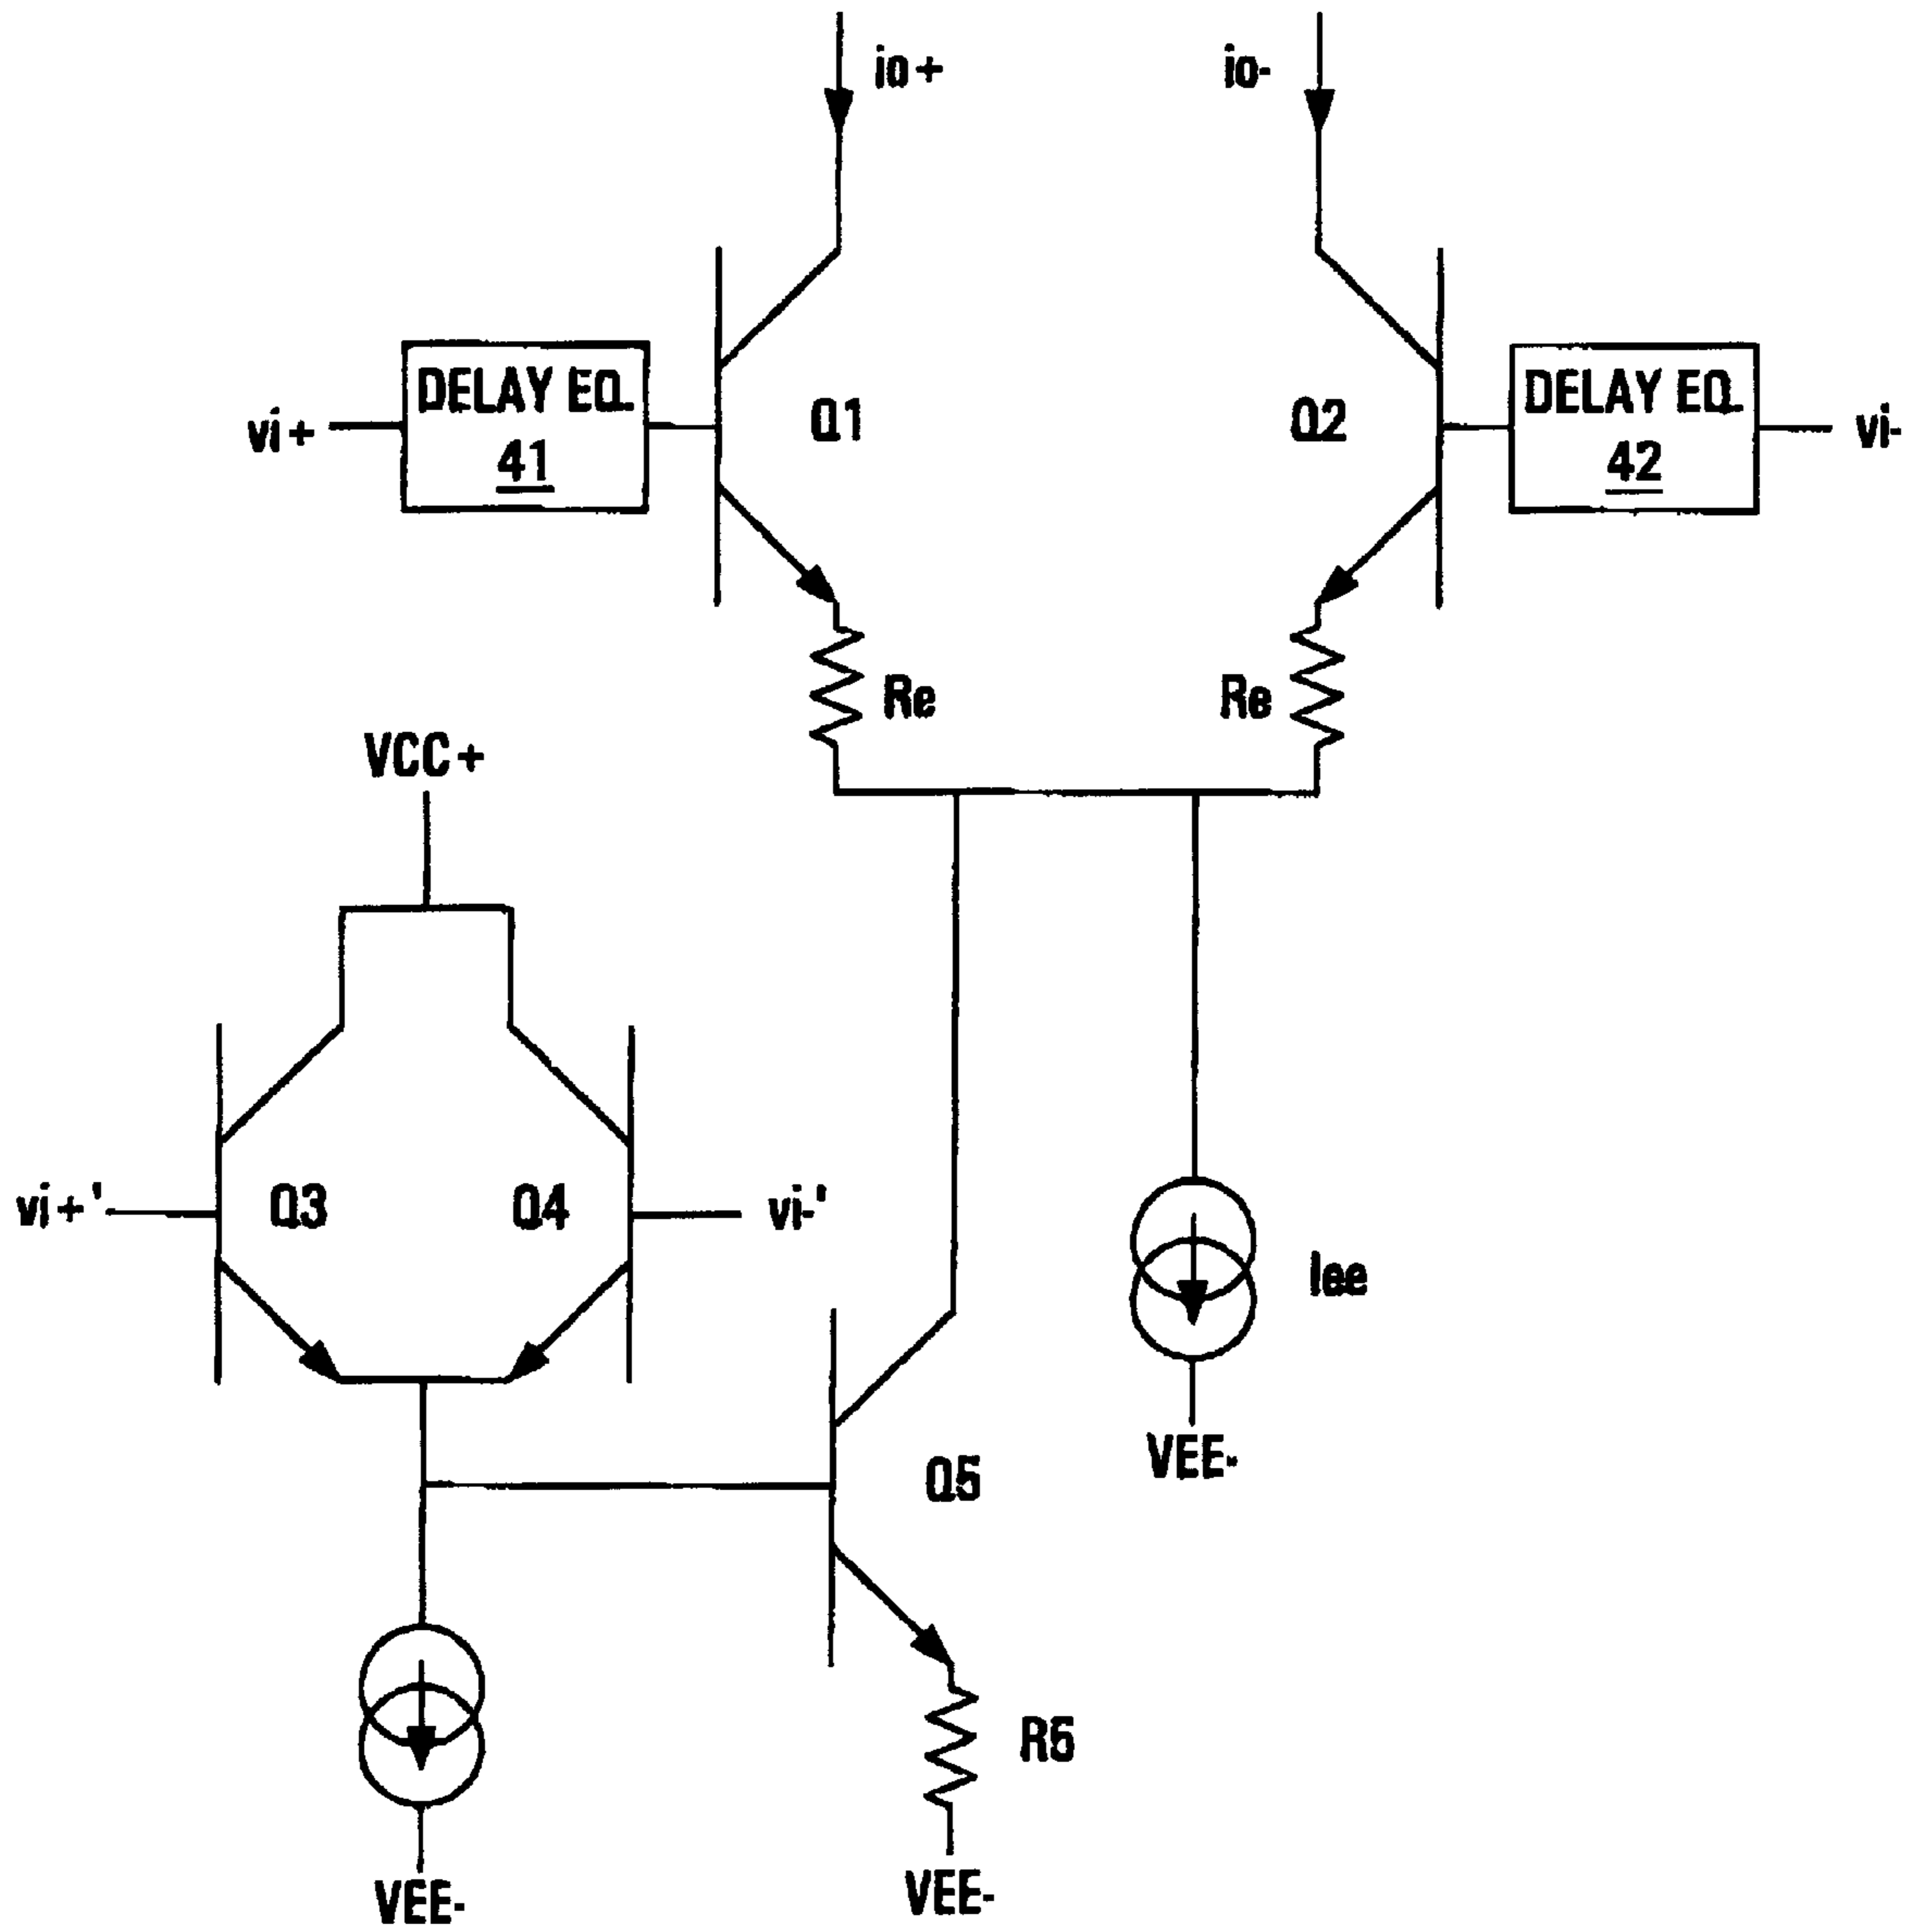 io+
io-
DELAY EQ.
41
DELAY EQ.
42
vi+
Q1
Q2
vi-
Re
Re
VCC+
vi+'
Q3
Q4
vi-'
Iee
VEE-
Q5
R5
VEE-
VEE-